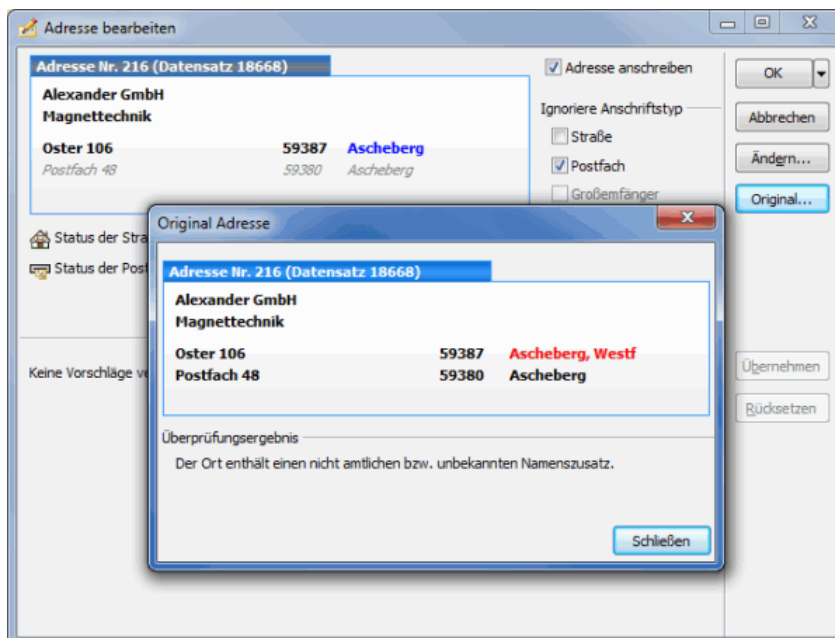 Adresse bearbeiten
Adresse Nr. 216 (Datensatz 18668)
Alexander GmbH
Magnettechnik
Oster 106 59387 Ascheberg
Postfach 48 59380 Ascheberg
Adresse anschreiben
Ignoriere Anschriftstyp
Straße
Postfach
Großemfänger
OK
Abbrechen
Ändern...
Original...
Status der Stra
Status der Post
Keine Vorschläge ve
Übernehmen
Rücksetzen
Original Adresse
Adresse Nr. 216 (Datensatz 18668)
Alexander GmbH
Magnettechnik
Oster 106 59387 Ascheberg, Westf
Postfach 48 59380 Ascheberg
Überprüfungsergebnis
Der Ort enthält einen nicht amtlichen bzw. unbekannten Namenszusatz.
Schließen